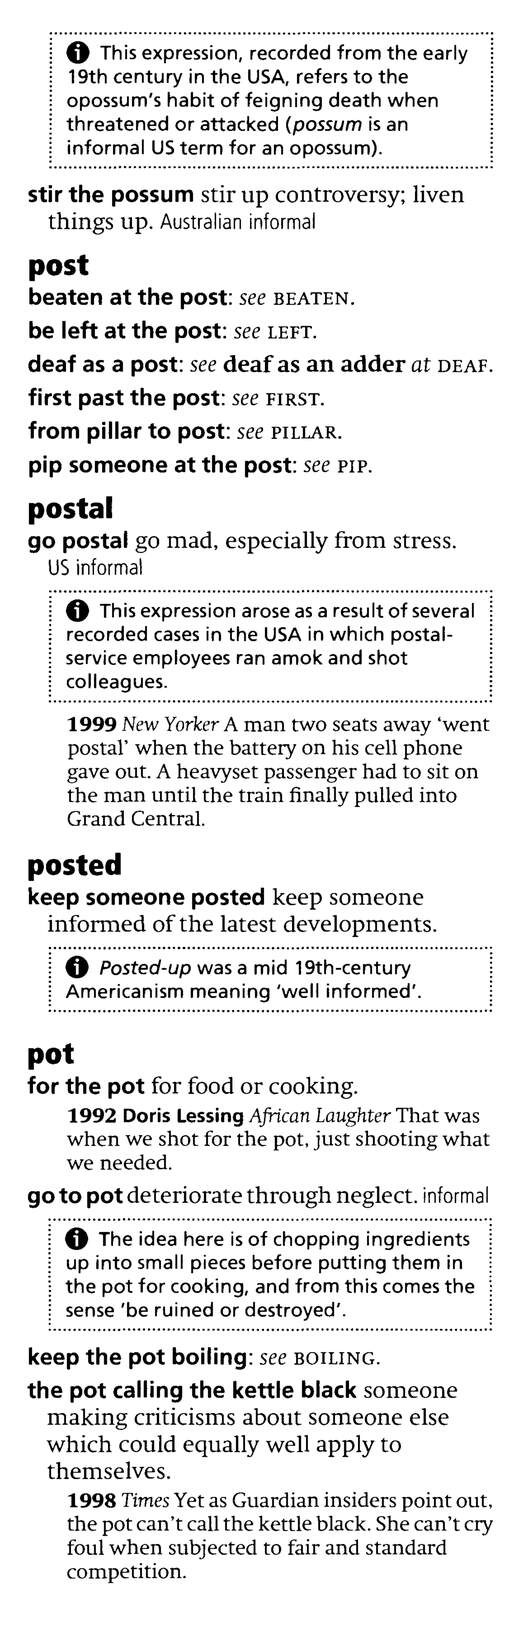 ℹ This expression, recorded from the early
19th century in the USA, refers to the
opossum's habit of feigning death when
threatened or attacked (possum is an
informal US term for an opossum).
stir the possum stir up controversy; liven
things up. Australian informal
post
beaten at the post: see BEATEN.
be left at the post: see LEFT.
deaf as a post: see deaf as an adder at DEAF.
first past the post: see FIRST.
from pillar to post: see PILLAR.
pip someone at the post: see PIP.
postal
go postal go mad, especially from stress.
US informal
ℹ This expression arose as a result of several
recorded cases in the USA in which postal-
service employees ran amok and shot
colleagues.
1999 New Yorker A man two seats away ‘went
postal’ when the battery on his cell phone
gave out. A heavyset passenger had to sit on
the man until the train finally pulled into
Grand Central.
posted
keep someone posted keep someone
informed of the latest developments.
ℹ Posted-up was a mid 19th-century
Americanism meaning ‘well informed’.
pot
for the pot for food or cooking.
1992 Doris Lessing African Laughter That was
when we shot for the pot, just shooting what
we needed.
go to pot deteriorate through neglect. informal
ℹ The idea here is of chopping ingredients
up into small pieces before putting them in
the pot for cooking, and from this comes the
sense ‘be ruined or destroyed’.
keep the pot boiling: see BOILING.
the pot calling the kettle black someone
making criticisms about someone else
which could equally well apply to
themselves.
1998 Times Yet as Guardian insiders point out,
the pot can't call the kettle black. She can't cry
foul when subjected to fair and standard
competition.